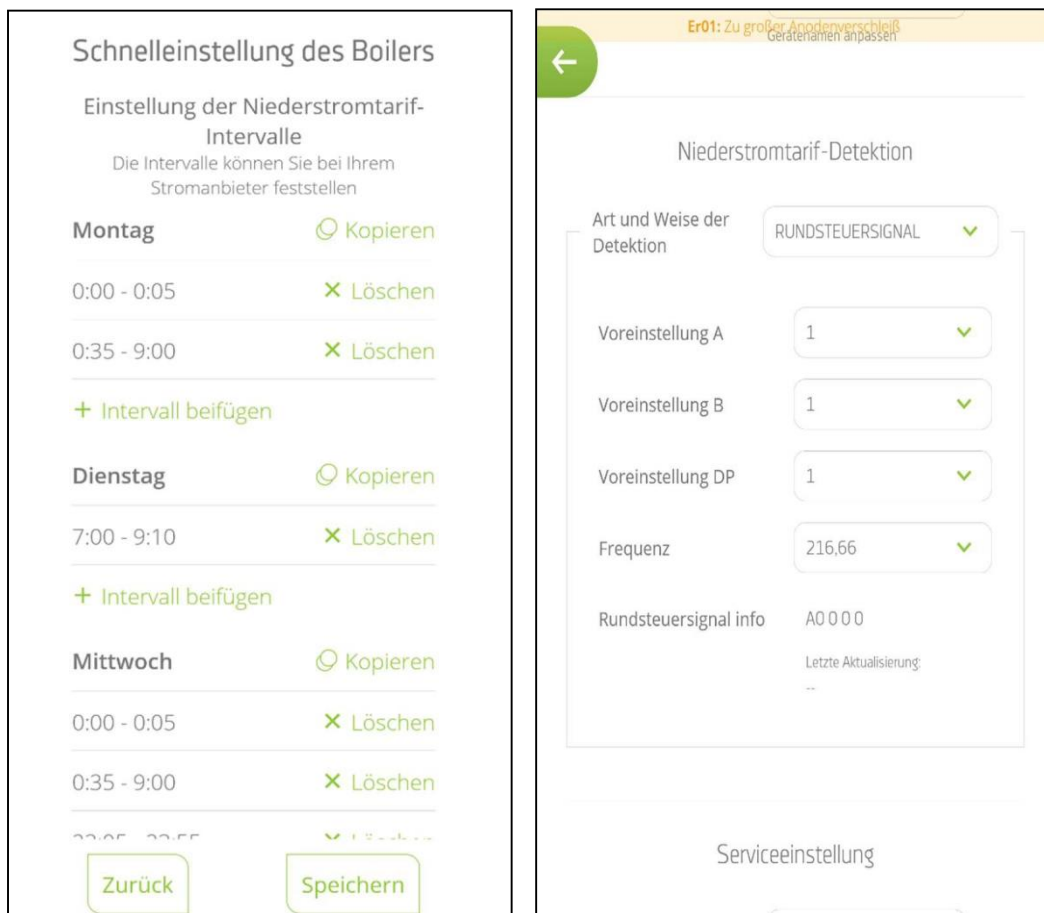 Schnelleinstellung des Boilers
Einstellung der Niederstromtarif-
Intervalle
Die Intervalle können Sie bei Ihrem
Stromanbieter feststellen
Montag Kopieren
0:00 - 0:05 Löschen
0:35 - 9:00 Löschen
+ Intervall beifügen
Dienstag Kopieren
7:00 - 9:10 Löschen
+ Intervall beifügen
Mittwoch Kopieren
0:00 - 0:05 Löschen
0:35 - 9:00 Löschen
Zurück Speichern
Er01: Zu großer Anodenverschleiß
Gerätenamen anpassen
Niederstromtarif-Detektion
Art und Weise der
Detektion
RUNDSTEUERSIGNAL
Voreinstellung A 1
Voreinstellung B 1
Voreinstellung DP 1
Frequenz 216,66
Rundsteuersignal info A0 0 0 0
Letzte Aktualisierung:
--
Serviceeinstellung